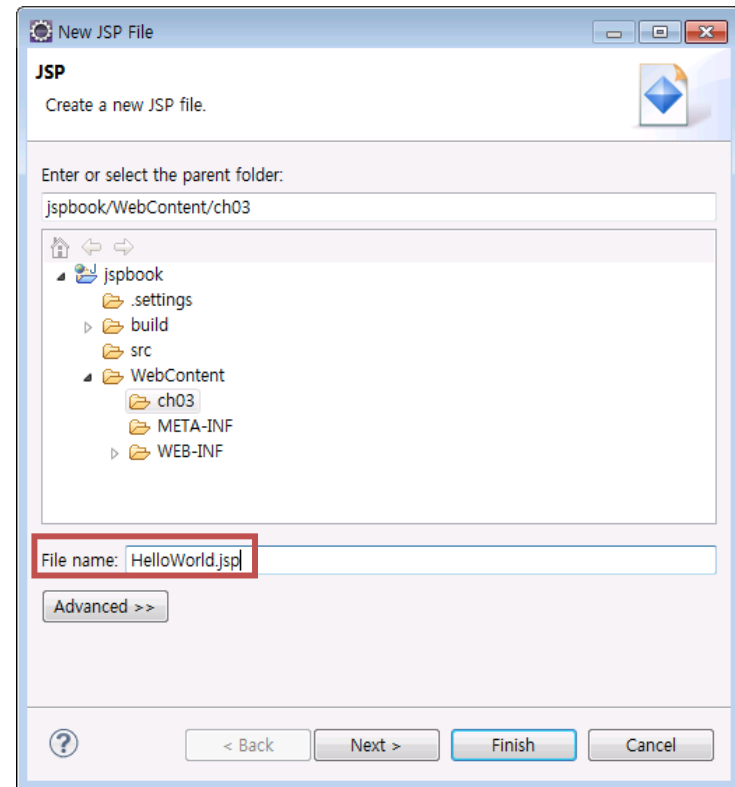 New JSP File
JSP
Create a new JSP file.
Enter or select the parent folder:
jspbook/WebContent/ch03
jspbook
.settings
build
src
WebContent
ch03
META-INF
WEB-INF
File name: HelloWorld.jsp
Advanced >>
? < Back Next > Finish Cancel